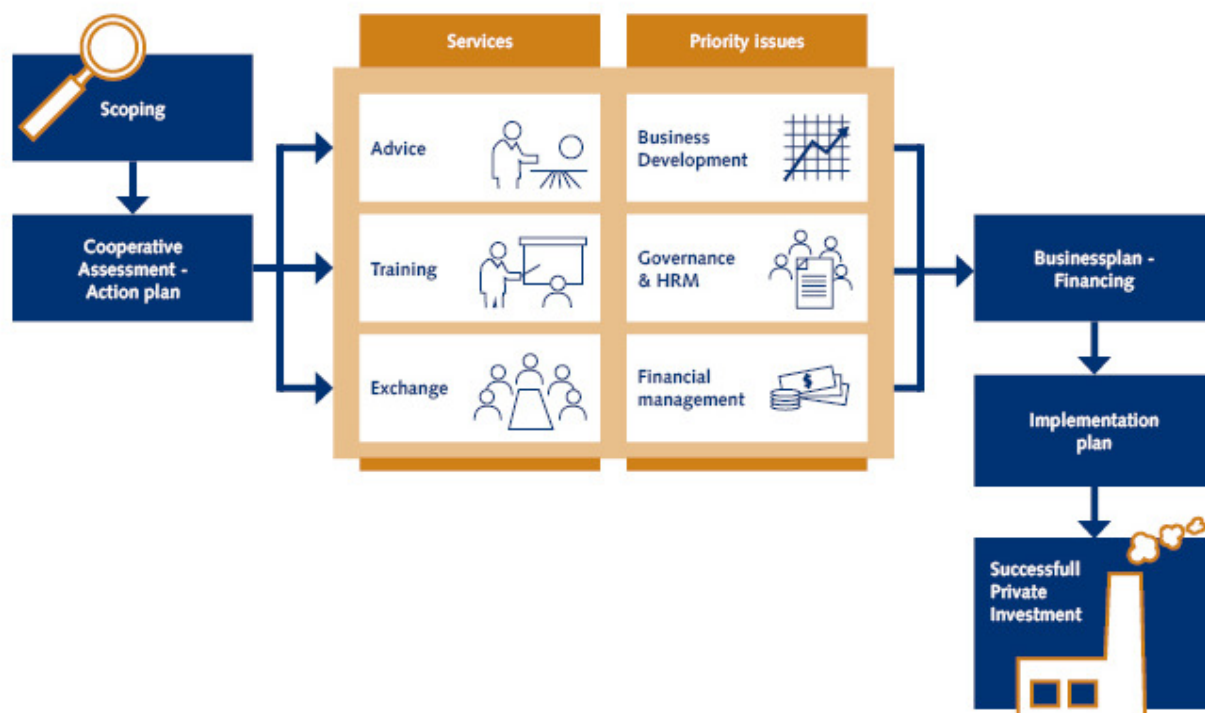 Services
Priority issues
Scoping
Advice
Business
Development
Cooperative
Assessment -
Action plan
Training
Governance
& HRM
Businessplan -
Financing
Exchange
Financial
management
$
Implementation
plan
Successfull
Private
Investment